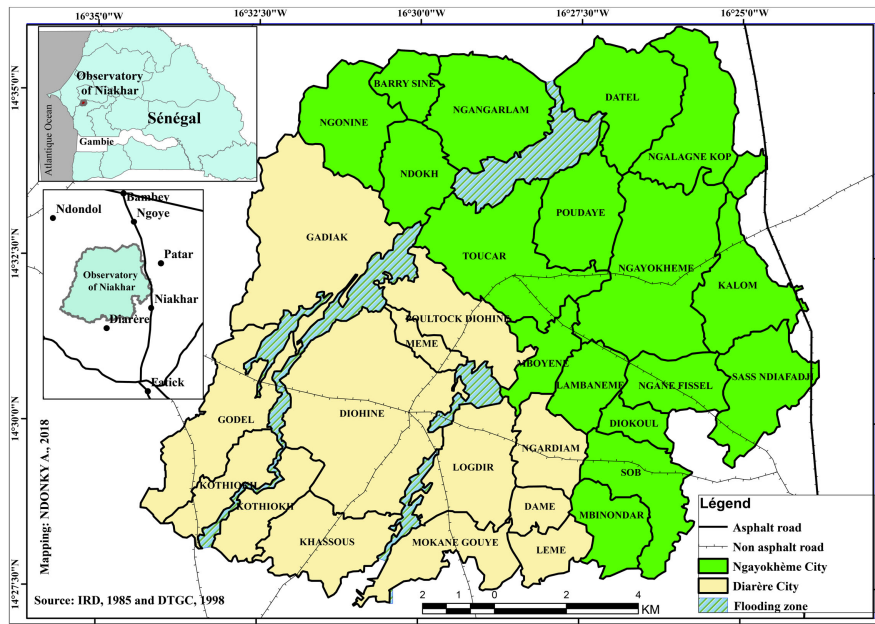 16°35'0"W 16°32'30"W 16°30'0"W 16°27'30"W 16°25'0"W
14°35'0"N
14°32'30"N
14°30'0"N
14°27'30"N
Observatory
of Niakhar
Sénégal
Gambie
Atlantique Ocean
Bambey
Ndondol
Ngoye
Patar
Observatory
of Niakhar
Niakhar
Diarère
Fatick
BARRY SINE
NGANGARLAM
DATEL
NGONINE
NDOKH
NGALAGNE KOP
POUDAYE
GADIAK
TOUCAR
NGAYOKHEME
KALOM
POULTOCK DIOHINE
MEME
MBOYENE
LAMBANEME
NGANE FISSEL
SASS NDIAFADJI
GODEL
DIOHINE
DIOKOUL
NGARDIAM
LOGDIR
SOB
KOTHIOKH
KOTHIOKH
DAME
MBINONDAR
KHASSOUS
MOKANE GOUYE
LEME
Mapping: NDONKY A., 2018
Source: IRD, 1985 and DTGC, 1998
2 1 0 2 4
KM
Légend
Asphalt road
Non asphalt road
Ngayokhème City
Diarère City
Flooding zone